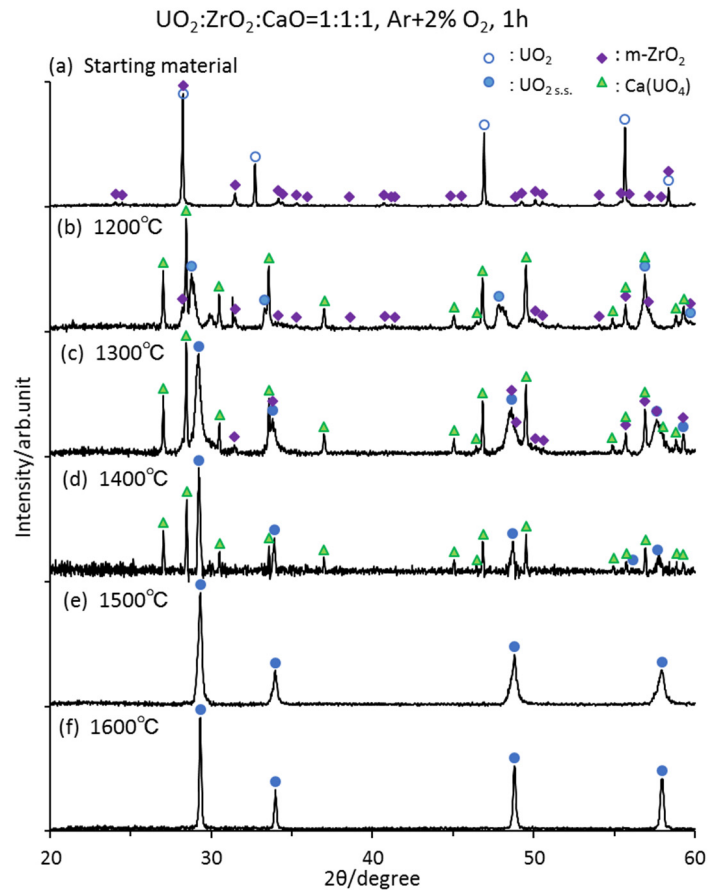 UO₂:ZrO₂:CaO=1:1:1, Ar+2% O₂, 1h
(a) Starting material
: UO₂
: m-ZrO₂
: UO₂ s.s.
: Ca(UO₄)
(b) 1200℃
(c) 1300℃
(d) 1400℃
(e) 1500℃
(f) 1600℃
Intensity/arb.unit
20 30 40 50 60
2θ/degree